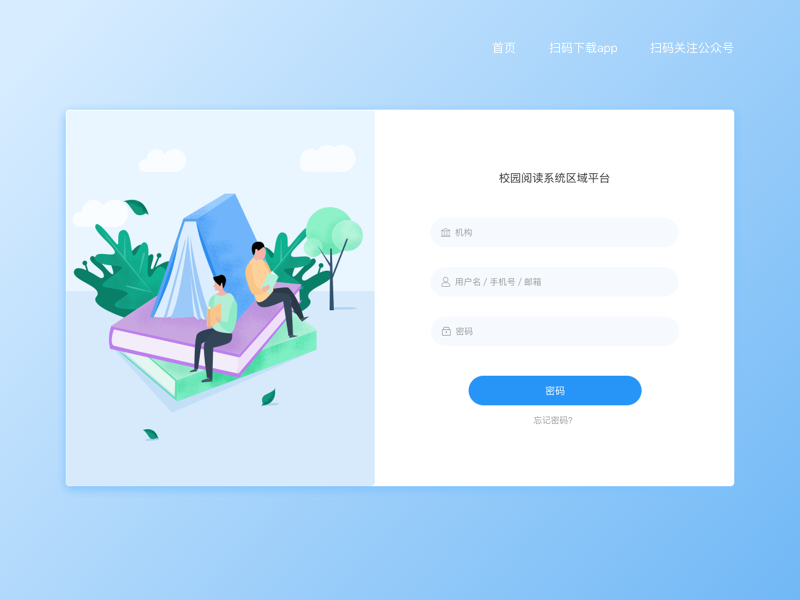 首页 扫码下载app 扫码关注公众号
校园阅读系统区域平台
机构
用户名 / 手机号 / 邮箱
密码
密码
忘记密码?